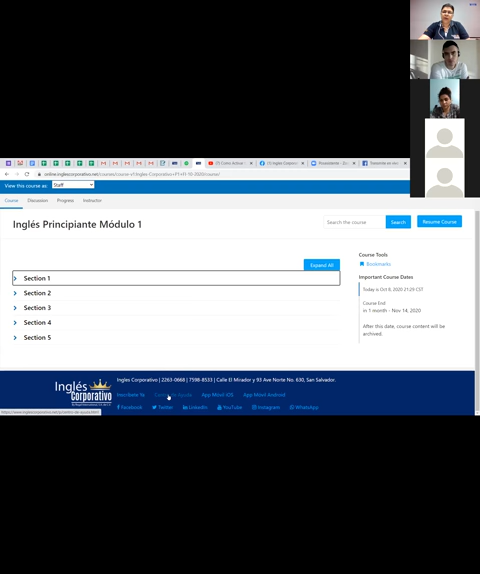 online.inglescorporativo.net/courses/course-v1:Ingles-Corporativo+P1+I1-10-2020/course/
View this course as: Staff
Course Discussion Progress Instructor
Inglés Principiante Módulo 1
Search the course
Search
Resume Course
Expand All
Section 1
Section 2
Section 3
Section 4
Section 5
Course Tools
Bookmarks
Important Course Dates
Today is Oct 8, 2020 21:29 CST
Course End
in 1 month - Nov 14, 2020
After this date, course content will be
archived.
Inglés
Corporativo
Ingles Corporativo | 2263-0668 | 7598-8533 | Calle El Mirador y 93 Ave Norte No. 630, San Salvador.
Inscríbete Ya
App Móvil iOS
App Móvil Android
Facebook
Twitter
LinkedIn
YouTube
Instagram
WhatsApp